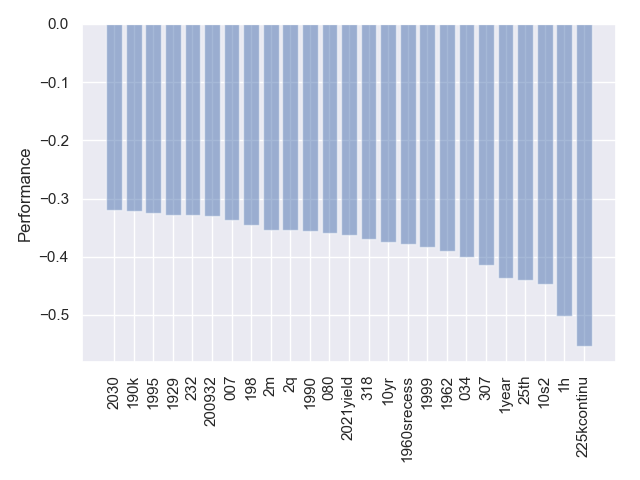 0.0
−0.1
−0.2
−0.3
−0.4
−0.5
Performance
2030
190k
1995
1929
232
200932
007
198
2m
2q
1990
080
2021yield
318
10yr
1960srecess
1999
1962
034
307
1year
25th
10s2
1h
225kcontinu